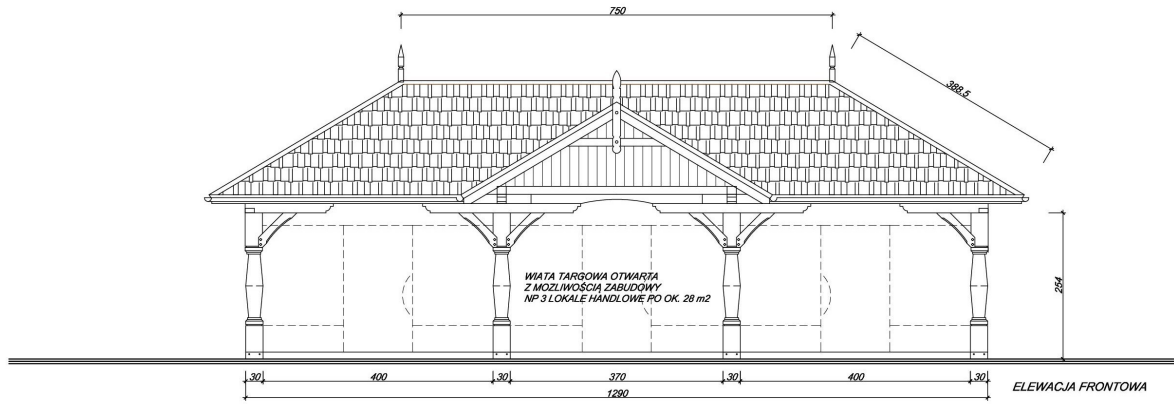 750
388.5
WIATA TARGOWA OTWARTA
Z MOZLIWOŚCIĄ ZABUDOWY
NP 3 LOKALE HANDLOWE PO OK. 28 m2
254
30 400 30 370 30 400 30
1290
ELEWACJA FRONTOWA